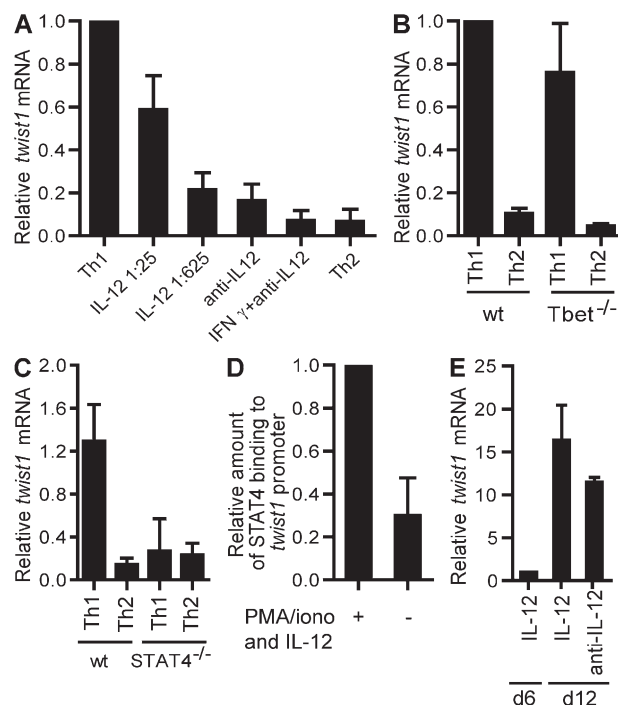 A
Relative twist1 mRNA
1.0
0.8
0.6
0.4
0.2
0.0
Th1
IL-12 1:25
IL-12 1:625
anti-IL12
IFN γ+anti-IL12
Th2
B
Relative twist1 mRNA
1.0
0.8
0.6
0.4
0.2
0.0
Th1
Th2
Th1
Th2
wt
Tbet-/-
C
Relative twist1 mRNA
2.0
1.6
1.2
0.8
0.4
0.0
Th1
Th2
Th1
Th2
wt
STAT4-/-
D
Relative amount
of STAT4 binding to
twist1 promoter
1.0
0.8
0.6
0.4
0.2
0.0
PMA/iono + -
and IL-12
E
Relative twist1 mRNA
25
20
15
10
5
0
IL-12
IL-12
anti-IL-12
d6
d12